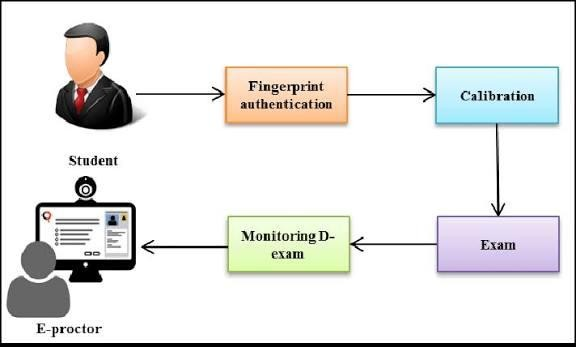 Fingerprint
authentication
Calibration
Student
Monitoring D-
exam
Exam
E-proctor